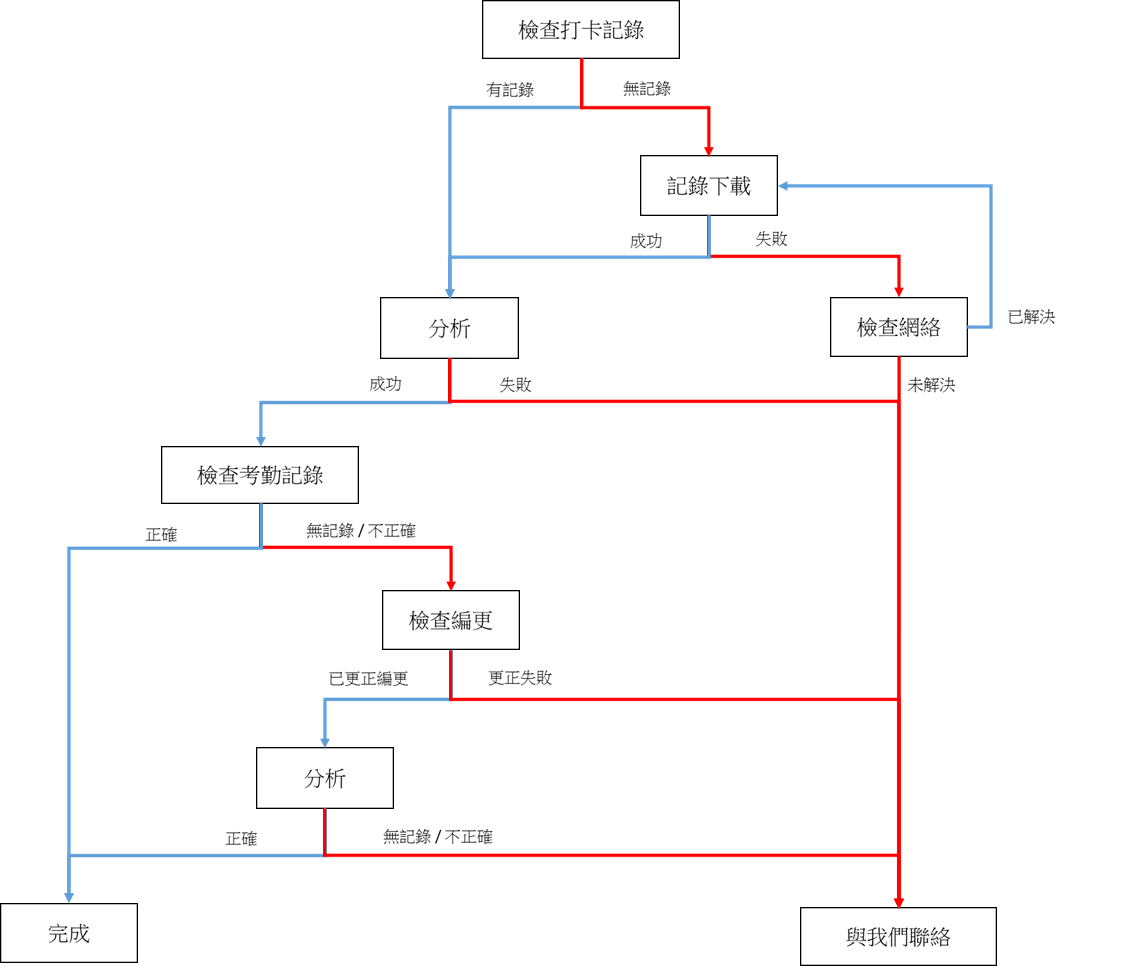 檢查打卡記錄
有記錄
無記錄
記錄下載
成功
失敗
分析
檢查網絡
已解決
成功
失敗
未解決
檢查考勤記錄
正確
無記錄 / 不正確
檢查編更
已更正編更
更正失敗
分析
正確
無記錄 / 不正確
完成
與我們聯絡